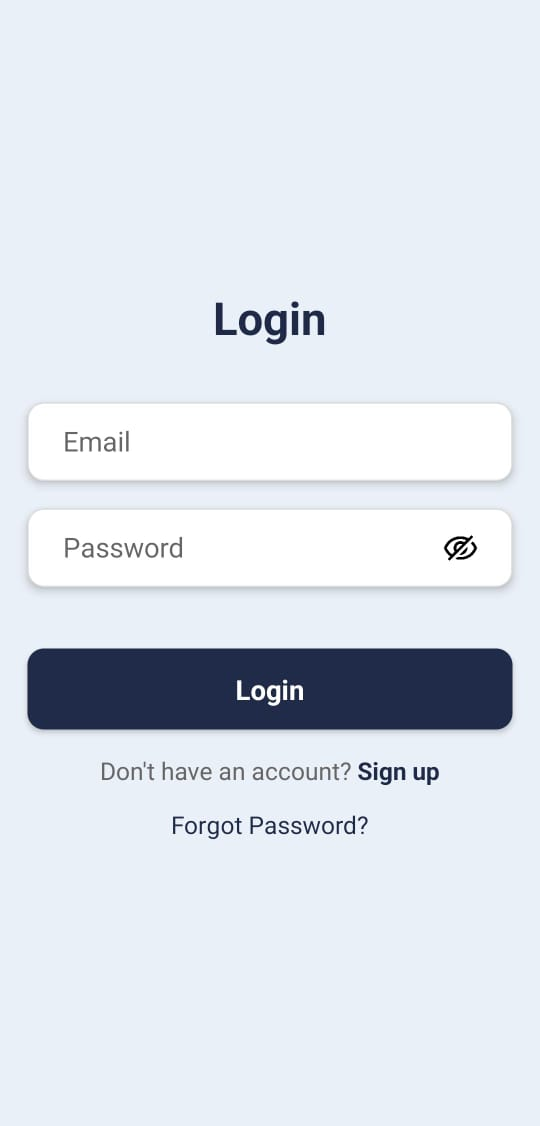 Login
Email
Password
Login
Don't have an account? Sign up
Forgot Password?